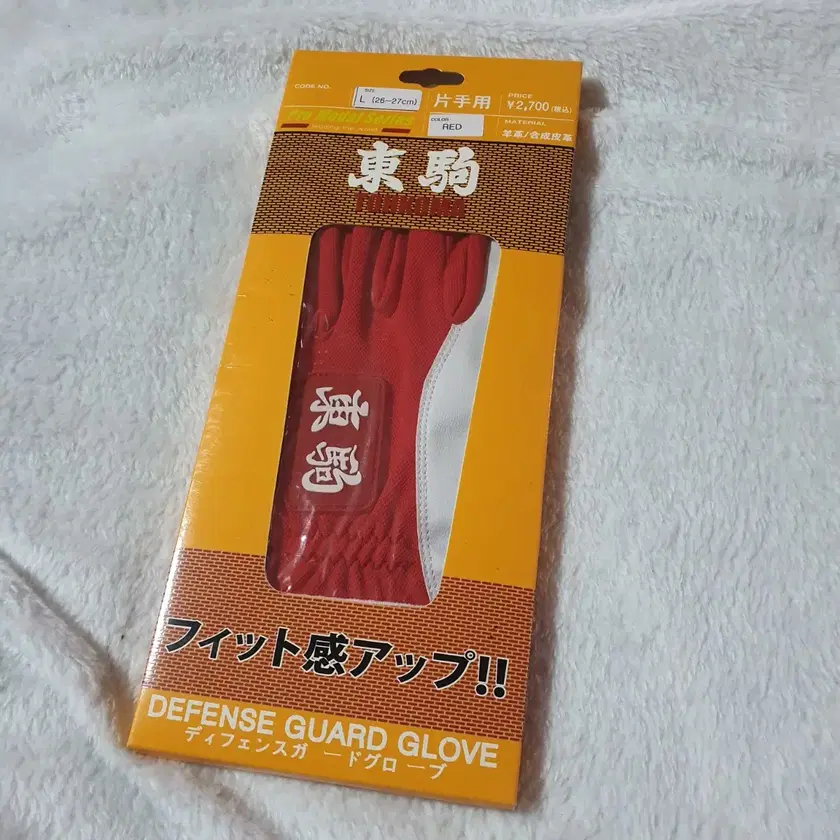 CODE NO.
SIZE
L (26-27cm)
片手用
PRICE
¥2,700(税込)
Pro Model Series
COLOR
RED
MATERIAL
羊革/合成皮革
東駒
TOHKOMA
東駒
フィット感アップ!!
DEFENSE GUARD GLOVE
ディフェンスガ ードグロ ーブ